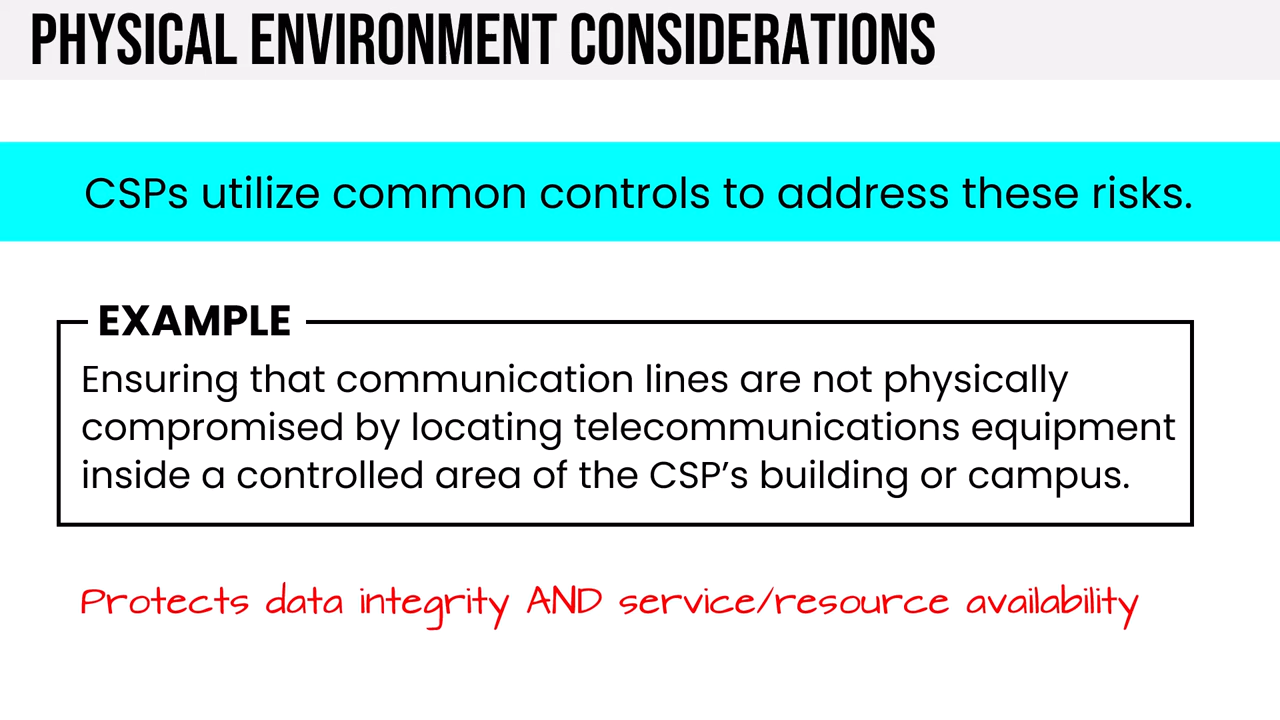 PHYSICAL ENVIRONMENT CONSIDERATIONS
CSPs utilize common controls to address these risks.
EXAMPLE
Ensuring that communication lines are not physically
compromised by locating telecommunications equipment
inside a controlled area of the CSP’s building or campus.
Protects data integrity AND service/resource availability